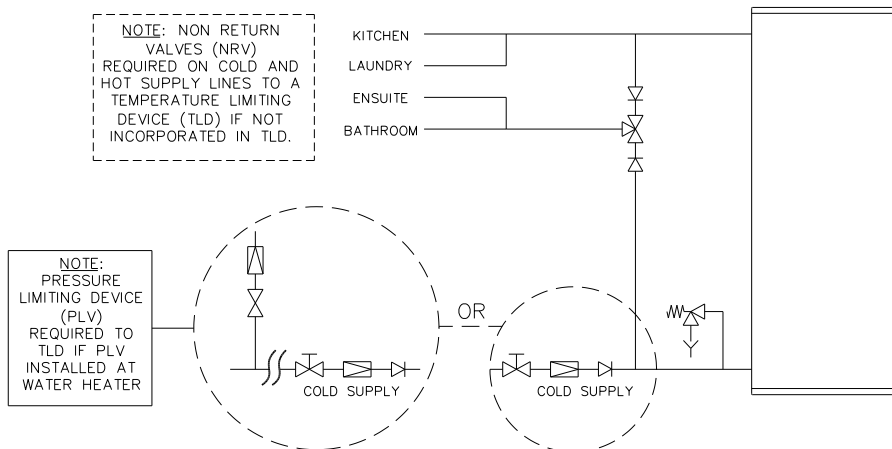 NOTE: NON RETURN
VALVES (NRV)
REQUIRED ON COLD AND
HOT SUPPLY LINES TO A
TEMPERATURE LIMITING
DEVICE (TLD) IF NOT
INCORPORATED IN TLD.
KITCHEN
LAUNDRY
ENSUITE
BATHROOM
NOTE:
PRESSURE
LIMITING DEVICE
(PLV)
REQUIRED TO
TLD IF PLV
INSTALLED AT
WATER HEATER
OR
COLD SUPPLY
COLD SUPPLY